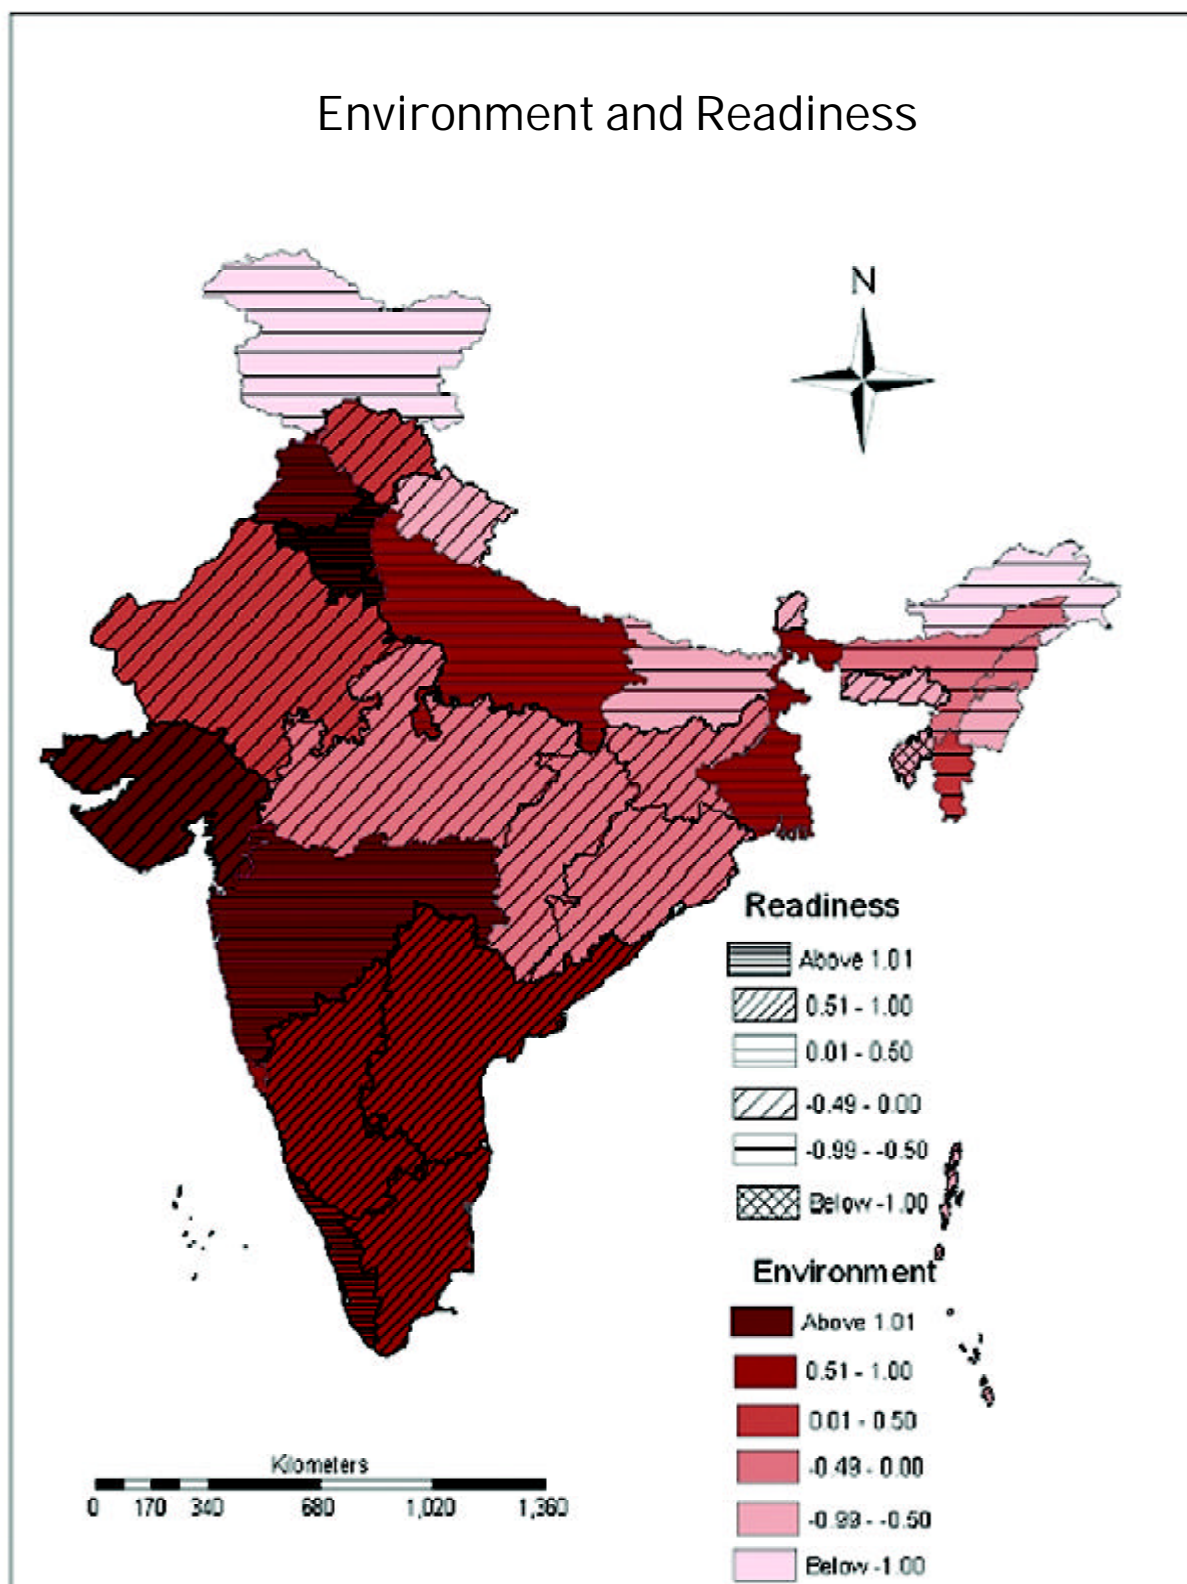 Environment and Readiness
N
Readiness
Above 1.01
0.51 - 1.00
0.01 - 0.50
-0.49 - 0.00
-0.99 - -0.50
Below -1.00
Environment
Above 1.01
0.51 - 1.00
0.01 - 0.50
-0.49 - 0.00
-0.99 - -0.50
Below -1.00
Kilometers
0 170 340 680 1,020 1,360